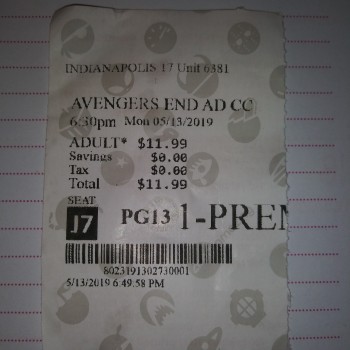 INDIANAPOLIS 17 Unit 6381
AVENGERS END AD CC
6:30pm Mon 05/13/2019
ADULT* $11.99
Savings $0.00
Tax $0.00
Total $11.99
SEAT
J7 PG13 1-PREM
8023191302730001
5/13/2019 6:49:58 PM